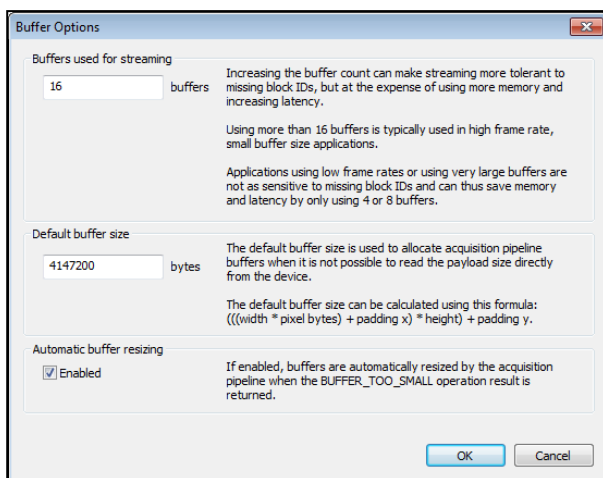 Buffer Options
Buffers used for streaming
16 buffers
Increasing the buffer count can make streaming more tolerant to
missing block IDs, but at the expense of using more memory and
increasing latency.
Using more than 16 buffers is typically used in high frame rate,
small buffer size applications.
Applications using low frame rates or using very large buffers are
not as sensitive to missing block IDs and can thus save memory
and latency by only using 4 or 8 buffers.
Default buffer size
4147200 bytes
The default buffer size is used to allocate acquisition pipeline
buffers when it is not possible to read the payload size directly
from the device.
The default buffer size can be calculated using this formula:
(((width * pixel bytes) + padding x) * height) + padding y.
Automatic buffer resizing
Enabled
If enabled, buffers are automatically resized by the acquisition
pipeline when the BUFFER_TOO_SMALL operation result is
returned.
OK Cancel